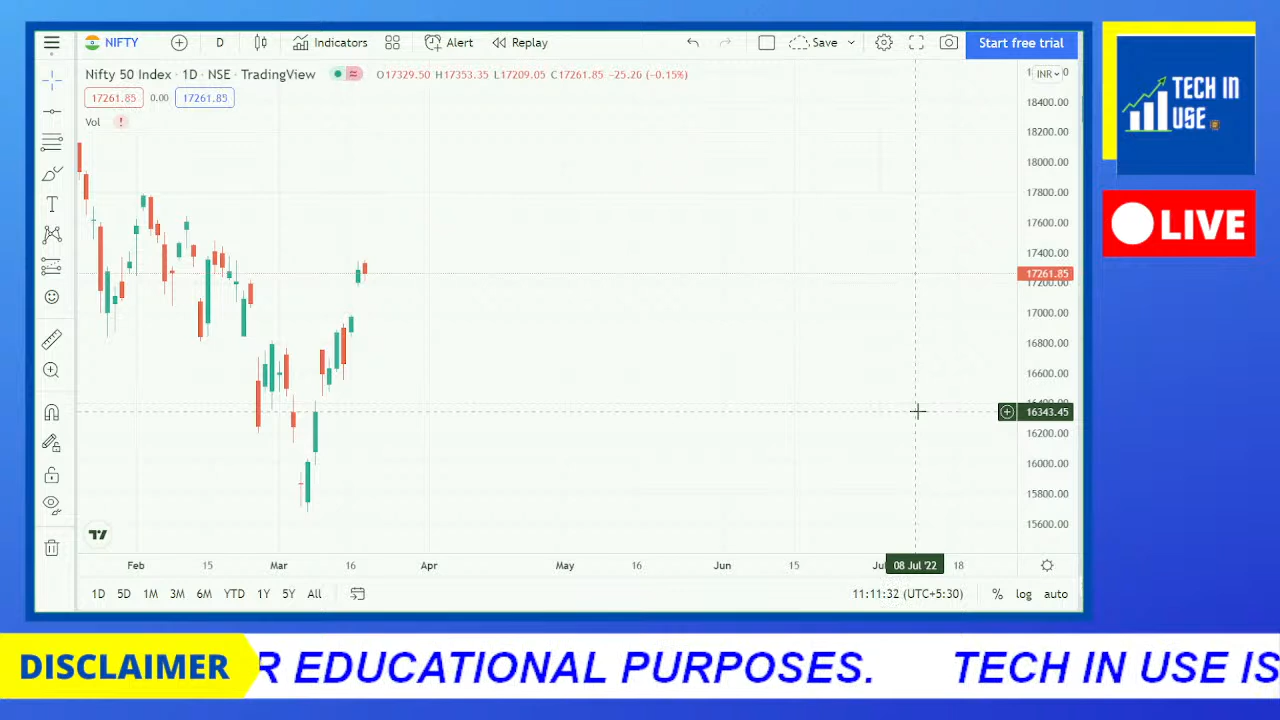 NIFTY D Indicators Alert Replay Save Start free trial
Nifty 50 Index · 1D · NSE · TradingView O17329.50 H17353.35 L17209.05 C17261.85 -25.20 (-0.15%)
INR
17261.85 0.00 17261.85
Vol !
18400.00
18200.00
18000.00
17800.00
17600.00
17400.00
17261.85
17200.00
17000.00
16800.00
16600.00
16400.00
16343.45
16200.00
16000.00
15800.00
15600.00
Feb 15 Mar 16 Apr May 16 Jun 15 Jul 08 Jul '22 18
1D 5D 1M 3M 6M YTD 1Y 5Y All 11:11:32 (UTC+5:30) % log auto
TECH IN
USE
LIVE
DISCLAIMER R EDUCATIONAL PURPOSES. TECH IN USE IS